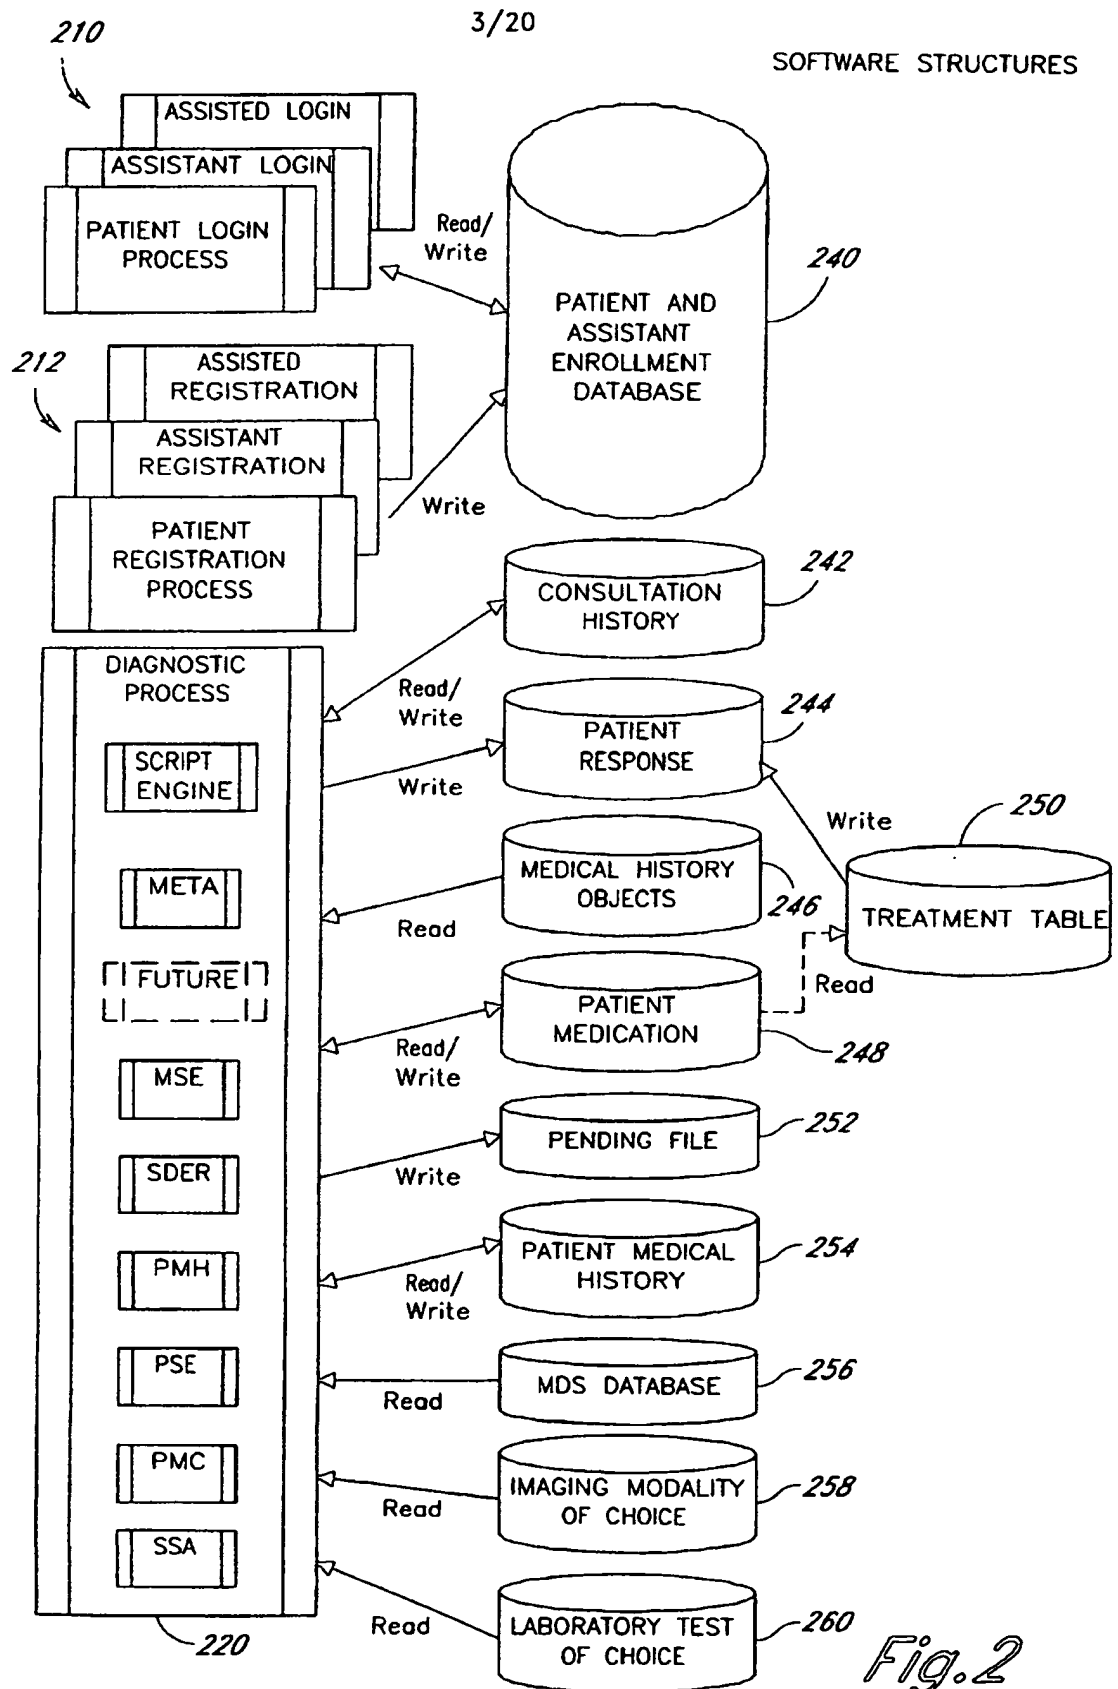 3/20
SOFTWARE STRUCTURES
210
ASSISTED LOGIN
ASSISTANT LOGIN
PATIENT LOGIN
PROCESS
Read/
Write
PATIENT AND
ASSISTANT
ENROLLMENT
DATABASE
240
212
ASSISTED
REGISTRATION
ASSISTANT
REGISTRATION
PATIENT
REGISTRATION
PROCESS
Write
CONSULTATION
HISTORY
242
DIAGNOSTIC
PROCESS
Read/
Write
SCRIPT
ENGINE
Write
PATIENT
RESPONSE
244
Write
250
TREATMENT TABLE
META
Read
MEDICAL HISTORY
OBJECTS
246
Read
FUTURE
Read/
Write
PATIENT
MEDICATION
248
MSE
PENDING FILE
252
SDER
Write
PMH
Read/
Write
PATIENT MEDICAL
HISTORY
254
PSE
Read
MDS DATABASE
256
PMC
Read
IMAGING MODALITY
OF CHOICE
258
SSA
Read
LABORATORY TEST
OF CHOICE
260
220
Fig.2